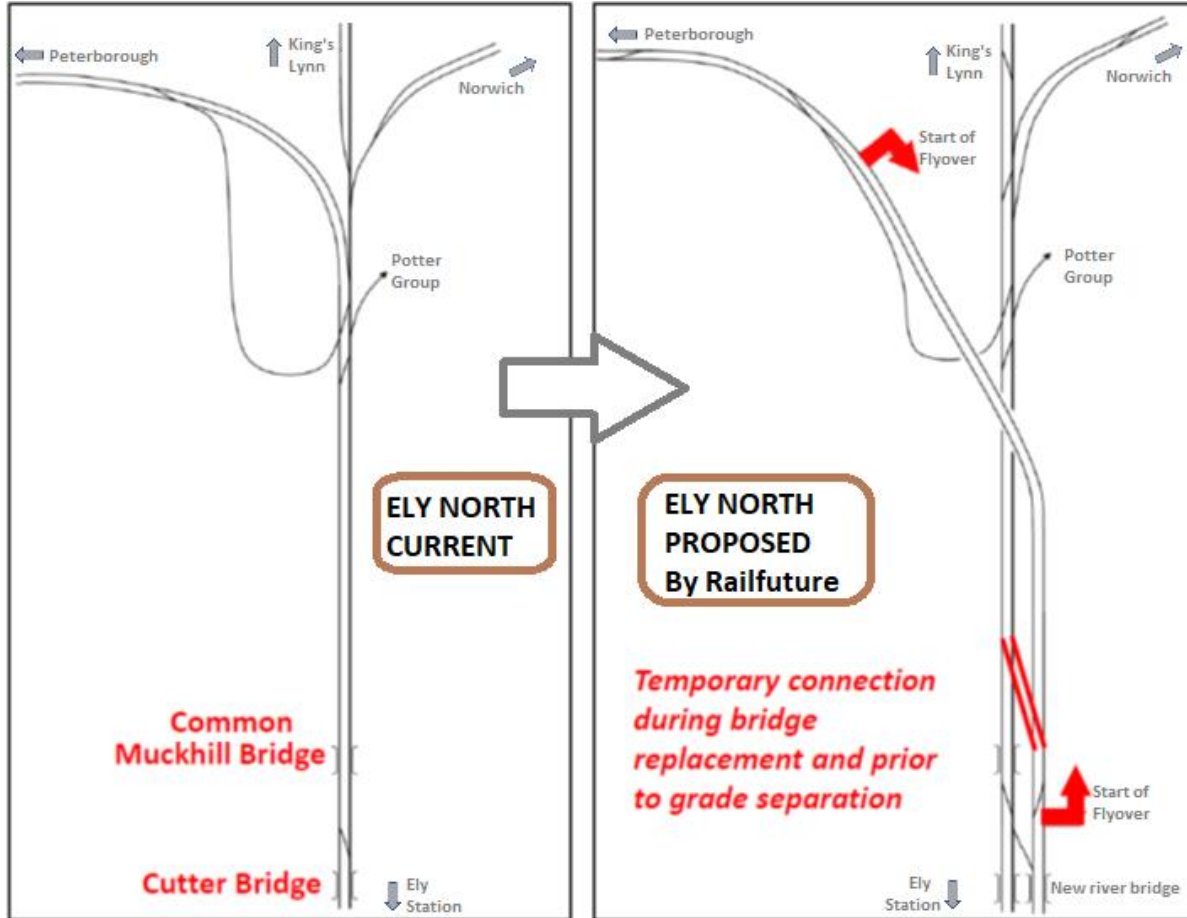 Peterborough
King's
Lynn
Norwich
Potter
Group
ELY NORTH
CURRENT
Common
Muckhill Bridge
Cutter Bridge
Ely
Station
Peterborough
King's
Lynn
Norwich
Start of
Flyover
Potter
Group
ELY NORTH
PROPOSED
By Railfuture
Temporary connection
during bridge
replacement and prior
to grade separation
Start of
Flyover
Ely
Station
New river bridge